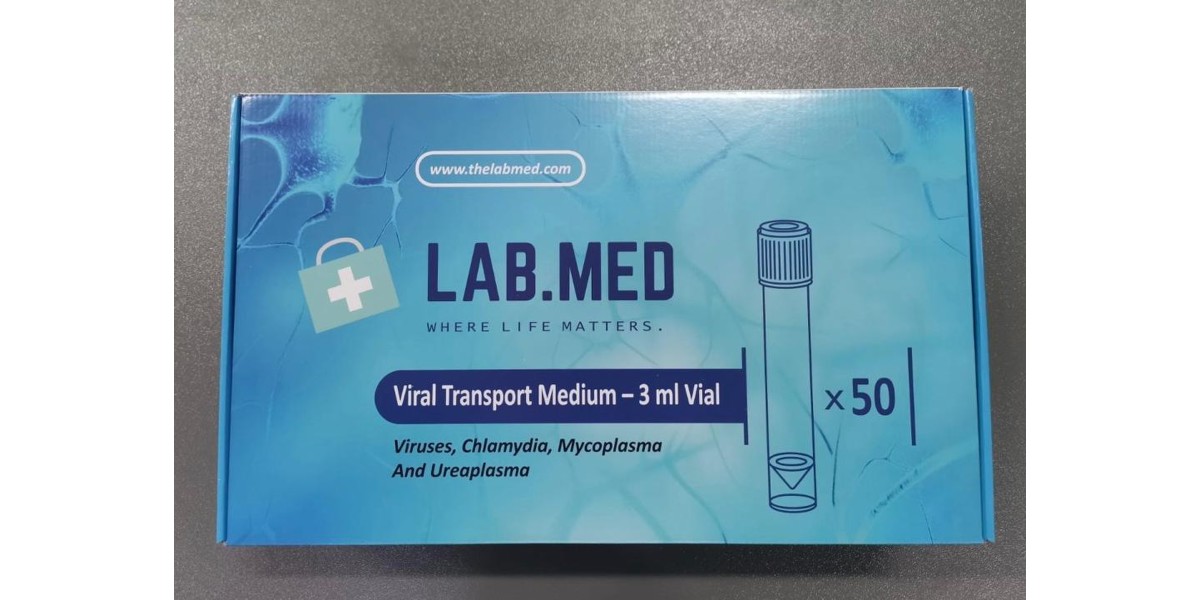 www.thelabmed.com
LAB.MED
WHERE LIFE MATTERS.
Viral Transport Medium – 3 ml Vial
x 50
Viruses, Chlamydia, Mycoplasma
And Ureaplasma